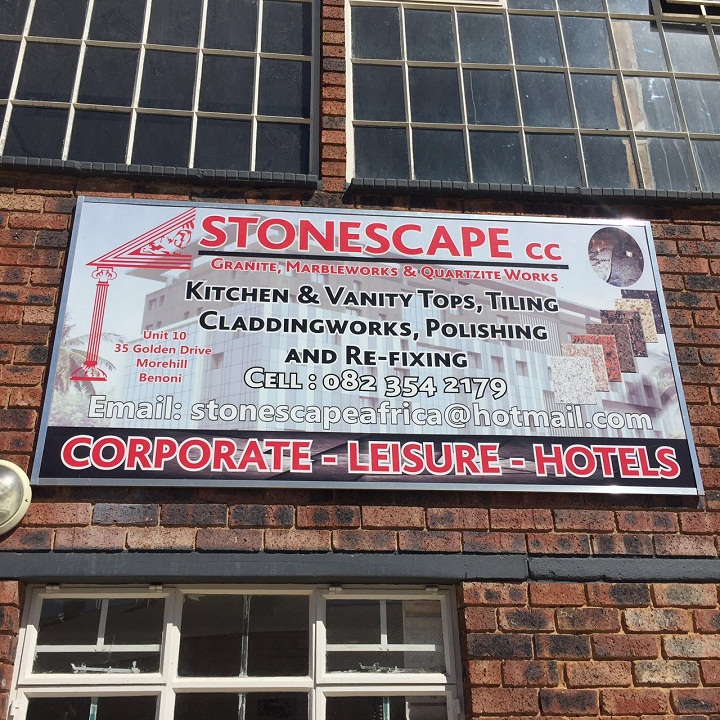 STONESCAPE CC
GRANITE, MARBLEWORKS & QUARTZITE WORKS
KITCHEN & VANITY TOPS, TILING
CLADDINGWORKS, POLISHING
AND RE-FIXING
Unit 10
35 Golden Drive
Morehill
Benoni
CELL : 082 354 2179
Email: stonescapeafrica@hotmail.com
CORPORATE - LEISURE - HOTELS